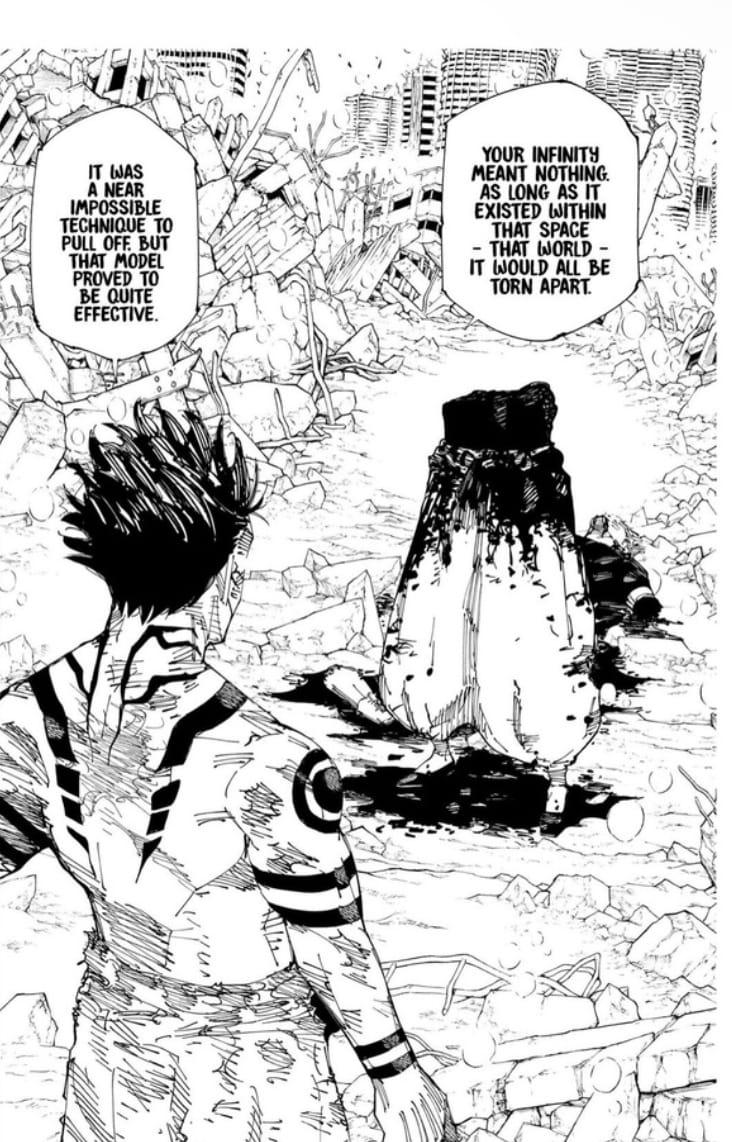 YOUR INFINITY
MEANT NOTHING.
AS LONG AS IT
EXISTED WITHIN
THAT SPACE
- THAT WORLD -
IT WOULD ALL BE
TORN APART.
IT WAS
A NEAR
IMPOSSIBLE
TECHNIQUE TO
PULL OFF. BUT
THAT MODEL
PROVED TO
BE QUITE
EFFECTIVE.